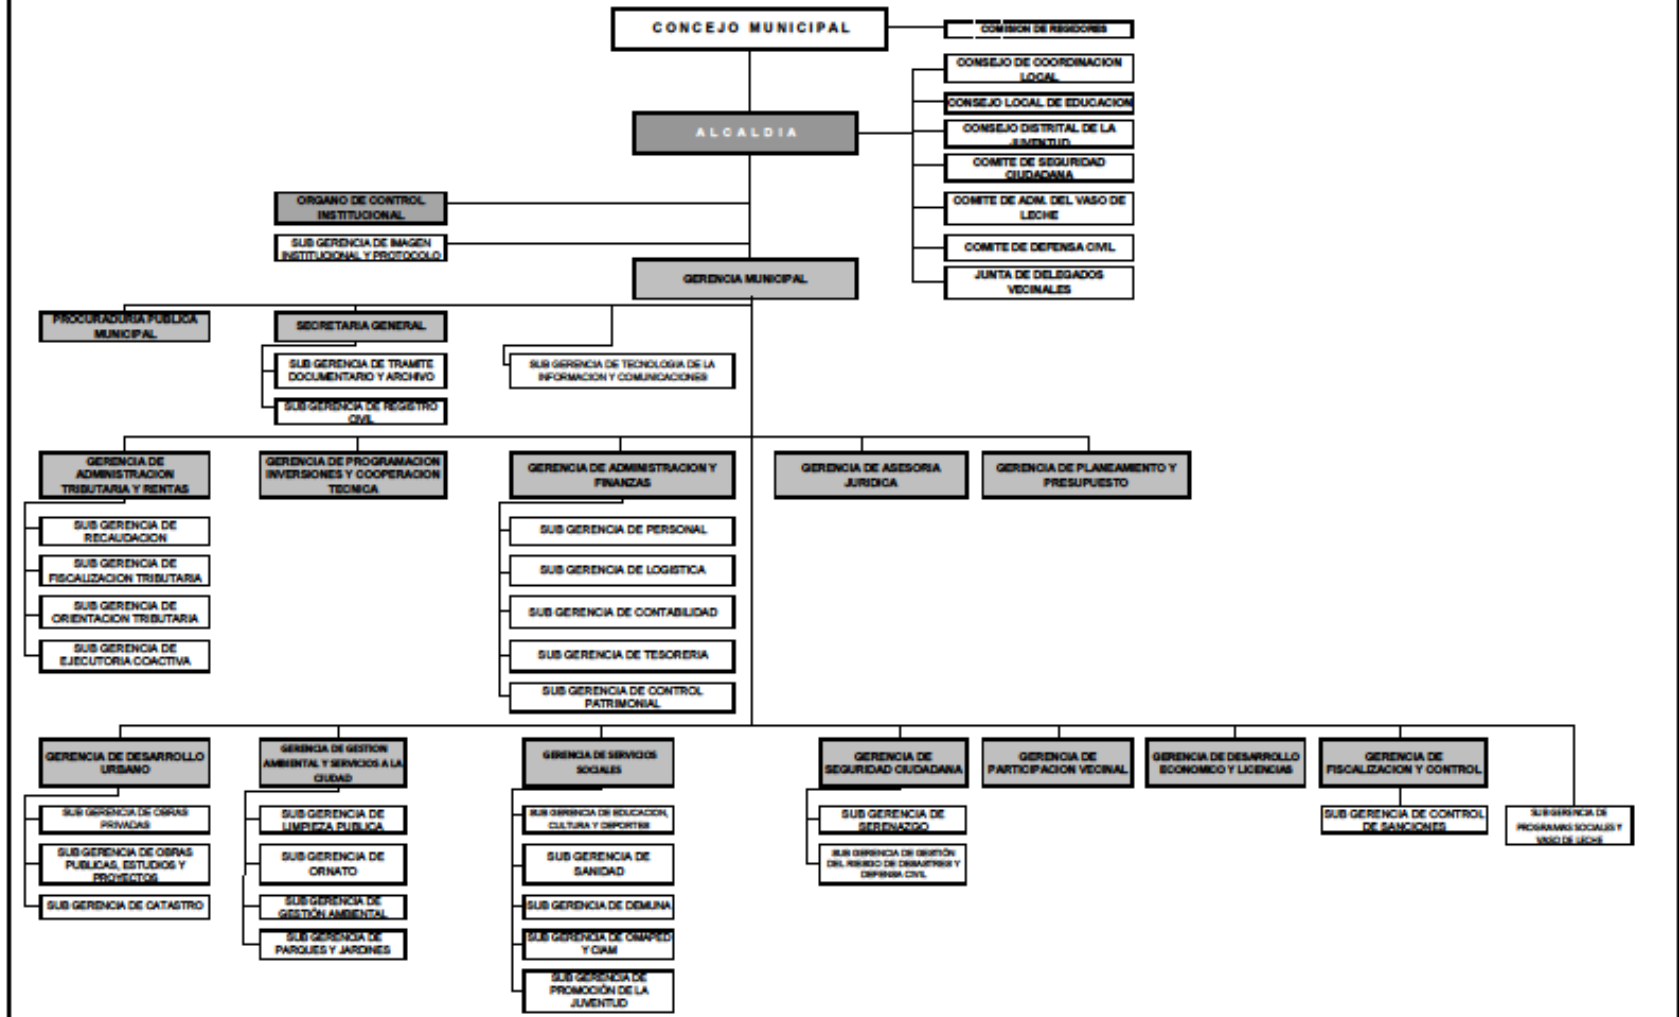 CONCEJO MUNICIPAL
COMISION DE REGIDORES
CONSEJO DE COORDINACION
LOCAL
CONSEJO LOCAL DE EDUCACION
ALCALDIA
CONSEJO DISTRITAL DE LA
JUVENTUD
COMITE DE SEGURIDAD
CIUDADANA
ORGANO DE CONTROL
INSTITUCIONAL
COMITE DE ADM. DEL VASO DE
LECHE
SUB GERENCIA DE IMAGEN
INSTITUCIONAL Y PROTOCOLO
COMITE DE DEFENSA CIVIL
GERENCIA MUNICIPAL
JUNTA DE DELEGADOS
VECINALES
PROCURADURIA PUBLICA
MUNICIPAL
SECRETARIA GENERAL
SUB GERENCIA DE TRAMITE
DOCUMENTARIO Y ARCHIVO
SUB GERENCIA DE TECNOLOGIA DE LA
INFORMACION Y COMUNICACIONES
SUB GERENCIA DE REGISTRO
CIVIL
GERENCIA DE
ADMINISTRACION
TRIBUTARIA Y RENTAS
GERENCIA DE PROGRAMACION
INVERSIONES Y COOPERACION
TECNICA
GERENCIA DE ADMINISTRACION Y
FINANZAS
GERENCIA DE ASESORIA
JURIDICA
GERENCIA DE PLANEAMIENTO Y
PRESUPUESTO
SUB GERENCIA DE
RECAUDACION
SUB GERENCIA DE
FISCALIZACION TRIBUTARIA
SUB GERENCIA DE
ORIENTACION TRIBUTARIA
SUB GERENCIA DE
EJECUTORIA COACTIVA
SUB GERENCIA DE PERSONAL
SUB GERENCIA DE LOGISTICA
SUB GERENCIA DE CONTABILIDAD
SUB GERENCIA DE TESORERIA
SUB GERENCIA DE CONTROL
PATRIMONIAL
GERENCIA DE DESARROLLO
URBANO
GERENCIA DE GESTION
AMBIENTAL Y SERVICIOS A LA
CIUDAD
GERENCIA DE SERVICIOS
SOCIALES
GERENCIA DE
SEGURIDAD CIUDADANA
GERENCIA DE
PARTICIPACION VECINAL
GERENCIA DE DESARROLLO
ECONOMICO Y LICENCIAS
GERENCIA DE
FISCALIZACION Y CONTROL
SUB GERENCIA DE OBRAS
PRIVADAS
SUB GERENCIA DE OBRAS
PUBLICAS, ESTUDIOS Y
PROYECTOS
SUB GERENCIA DE CATASTRO
SUB GERENCIA DE
LIMPIEZA PUBLICA
SUB GERENCIA DE
ORNATO
SUB GERENCIA DE
GESTIÓN AMBIENTAL
SUB GERENCIA DE
PARQUES Y JARDINES
SUB GERENCIA DE EDUCACION,
CULTURA Y DEPORTES
SUB GERENCIA DE
SANIDAD
SUB GERENCIA DE DEMUNA
SUB GERENCIA DE OMAPED
Y CIAM
SUB GERENCIA DE
PROMOCIÓN DE LA
JUVENTUD
SUB GERENCIA DE
SERENAZGO
SUB GERENCIA DE GESTIÓN
DEL RIESGO DE DESASTRES Y
DEFENSA CIVIL
SUB GERENCIA DE CONTROL
DE SANCIONES
SUB GERENCIA DE
PROGRAMAS SOCIALES Y
VASO DE LECHE